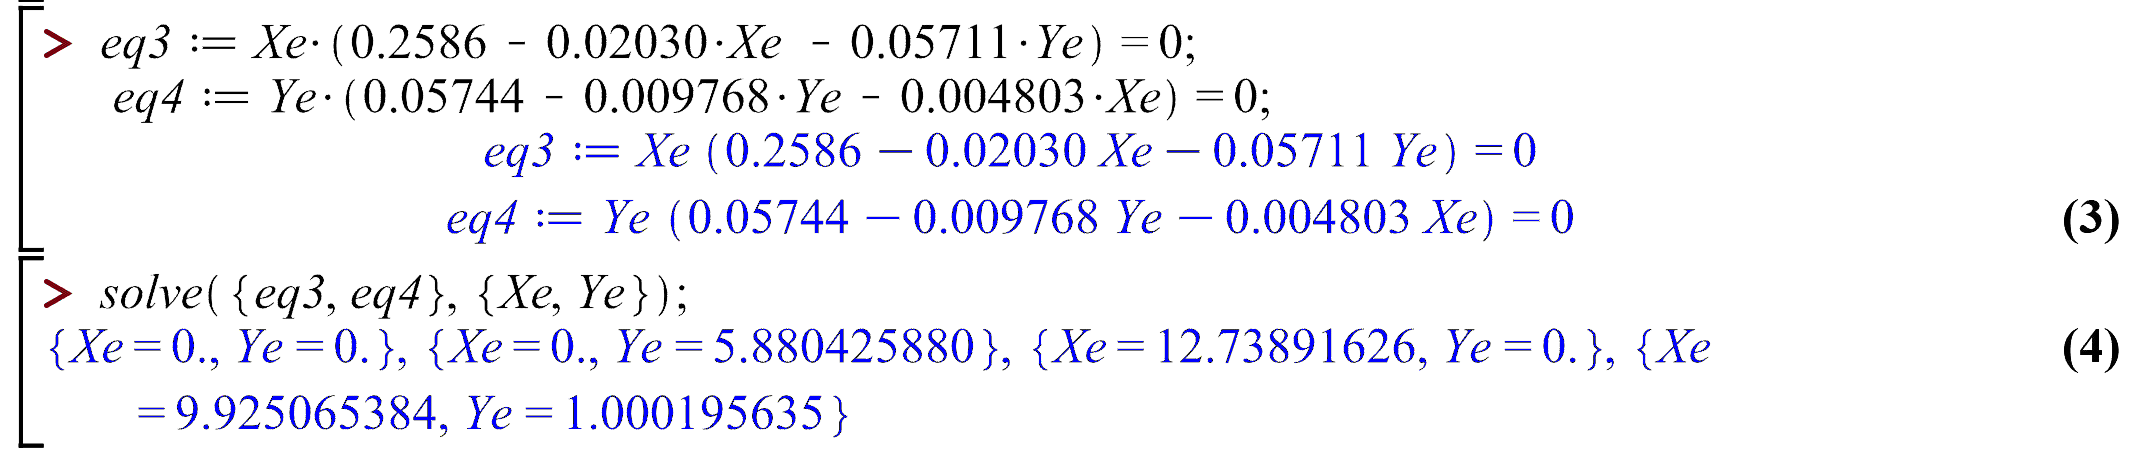 > eq3 := Xe·(0.2586 - 0.02030·Xe - 0.05711·Ye) = 0;
eq4 := Ye·(0.05744 - 0.009768·Ye - 0.004803·Xe) = 0;
eq3 := Xe (0.2586 − 0.02030 Xe − 0.05711 Ye) = 0
eq4 := Ye (0.05744 − 0.009768 Ye − 0.004803 Xe) = 0 (3)
> solve({eq3, eq4}, {Xe, Ye});
{Xe = 0., Ye = 0.}, {Xe = 0., Ye = 5.880425880}, {Xe = 12.73891626, Ye = 0.}, {Xe (4)
= 9.925065384, Ye = 1.000195635}